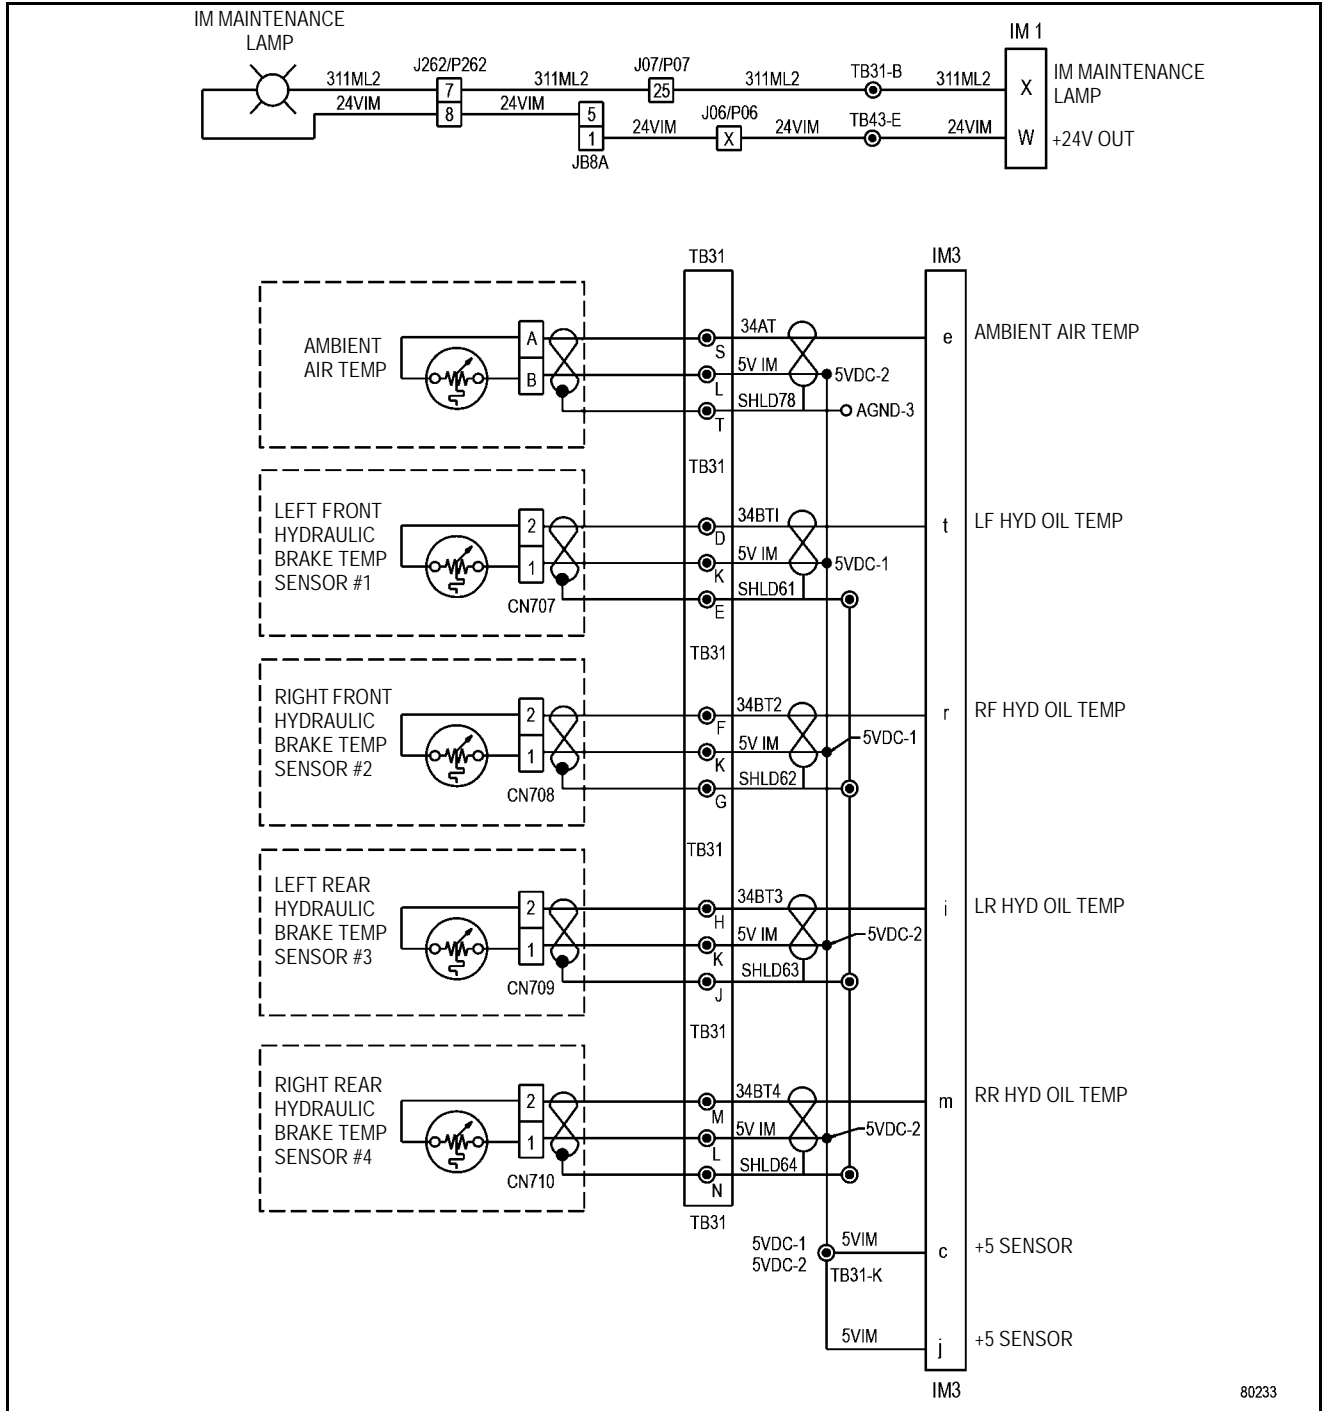 IM MAINTENANCE
LAMP
311ML2
J262/P262
7
311ML2
J07/P07
25
311ML2
TB31-B
311ML2
IM 1
X
IM MAINTENANCE
LAMP
24VIM
8
24VIM
5
1
JB8A
24VIM
J06/P06
X
24VIM
TB43-E
24VIM
W
+24V OUT
TB31
IM3
AMBIENT
AIR TEMP
A
B
S
34AT
e
AMBIENT AIR TEMP
L
5V IM
5VDC-2
T
SHLD78
AGND-3
TB31
LEFT FRONT
HYDRAULIC
BRAKE TEMP
SENSOR #1
2
1
CN707
D
34BTI
t
LF HYD OIL TEMP
K
5V IM
5VDC-1
E
SHLD61
TB31
RIGHT FRONT
HYDRAULIC
BRAKE TEMP
SENSOR #2
2
1
CN708
F
34BT2
r
RF HYD OIL TEMP
K
5V IM
5VDC-1
G
SHLD62
TB31
LEFT REAR
HYDRAULIC
BRAKE TEMP
SENSOR #3
2
1
CN709
H
34BT3
i
LR HYD OIL TEMP
K
5V IM
5VDC-2
J
SHLD63
TB31
RIGHT REAR
HYDRAULIC
BRAKE TEMP
SENSOR #4
2
1
CN710
M
34BT4
m
RR HYD OIL TEMP
L
5V IM
5VDC-2
N
SHLD64
TB31
5VDC-1
5VDC-2
5VIM
TB31-K
c
+5 SENSOR
5VIM
j
+5 SENSOR
IM3
80233